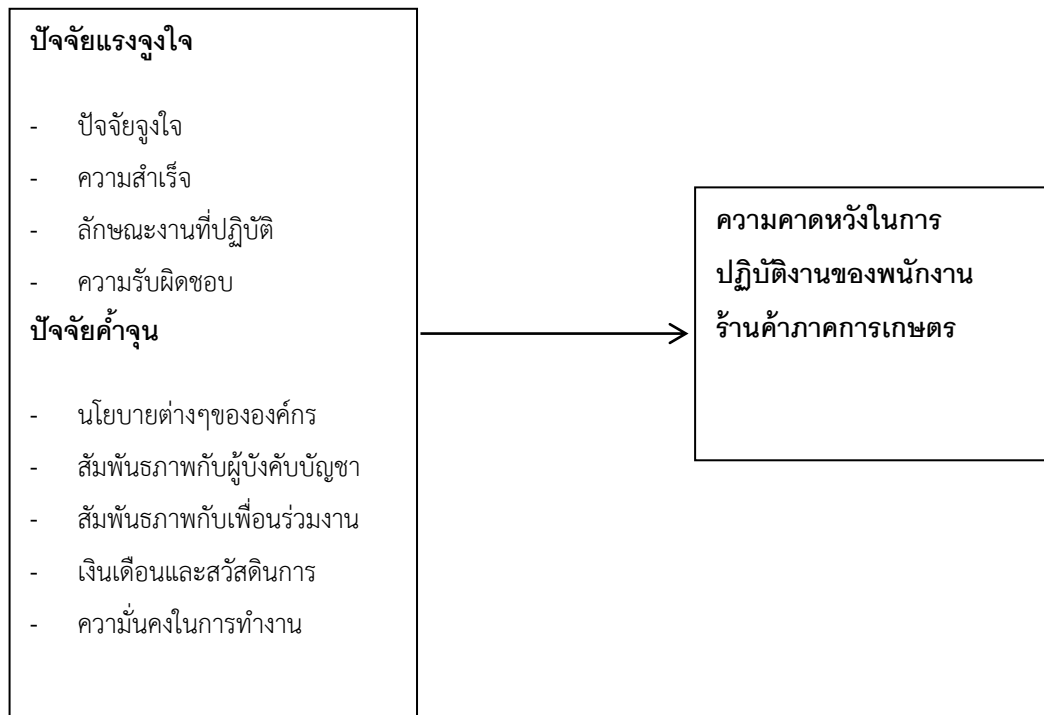 ปัจจัยแรงจูงใจ
- ปัจจัยจูงใจ
- ความสำเร็จ
- ลักษณะงานที่ปฏิบัติ
- ความรับผิดชอบ
ปัจจัยค้ำจุน
- นโยบายต่างๆขององค์กร
- สัมพันธภาพกับผู้บังคับบัญชา
- สัมพันธภาพกับเพื่อนร่วมงาน
- เงินเดือนและสวัสดินการ
- ความั่นคงในการทำงาน
ความคาดหวังในการ
ปฏิบัติงานของพนักงาน
ร้านค้าภาคการเกษตร